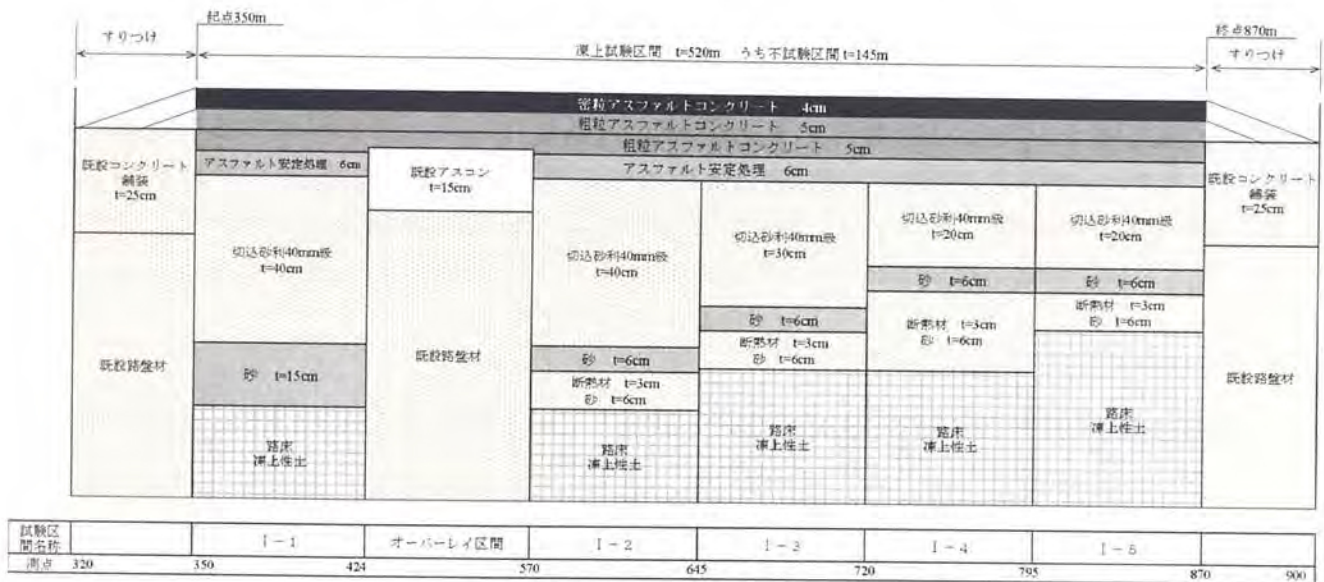 起点350m
終点870m
すりつけ
凍上試験区間 t=520m うち不試験区間 t=145m
すりつけ
密粒アスファルトコンクリート 4cm
粗粒アスファルトコンクリート 5cm
粗粒アスファルトコンクリート 5cm
アスファルト安定処理 6cm
アスファルト安定処理 6cm
既設コンクリート
舗装
t=25cm
既設アスコン
t=15cm
既設コンクリート
舗装
t=25cm
切込砂利40mm級
t=40cm
切込砂利40mm級
t=40cm
切込砂利40mm級
t=30cm
切込砂利40mm級
t=20cm
切込砂利40mm級
t=20cm
砂 t=6cm
砂 t=6cm
断熱材 t=3cm
砂 t=6cm
断熱材 t=3cm
砂 t=6cm
砂 t=6cm
断熱材 t=3cm
砂 t=6cm
既設路盤材
砂 t=15cm
既設路盤材
砂 t=6cm
断熱材 t=3cm
砂 t=6cm
既設路盤材
路床
凍上性土
路床
凍上性土
路床
凍上性土
路床
凍上性土
路床
凍上性土
試験区
間名称
I-1
オーバーレイ区間
I-2
I-3
I-4
I-5
測点 320 350 424 570 645 720 795 870 900